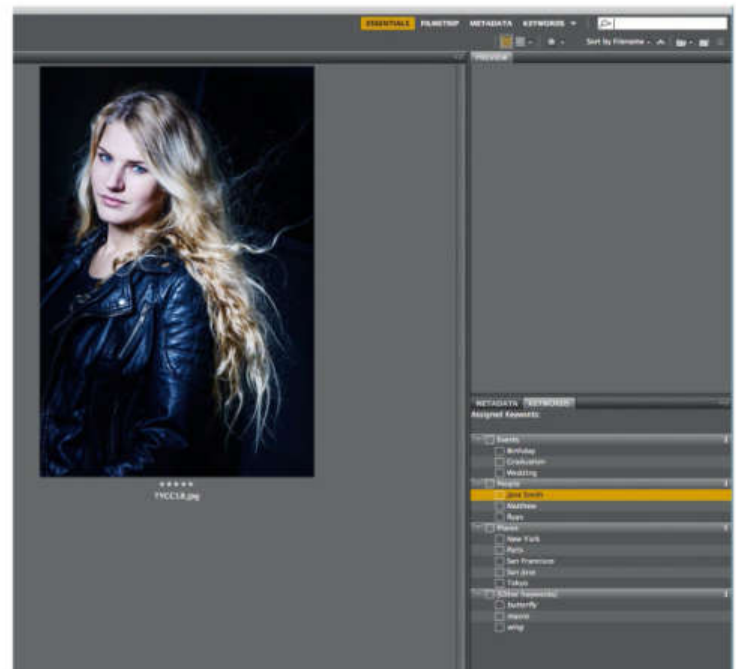 ESSENTIALS FILMSTRIP METADATA KEYWORDS
Sort by Filename
PREVIEW
★★★★★
TYCC18.jpg
METADATA KEYWORDS
Assigned Keywords:
Events
Birthday
Graduation
Wedding
People
Jane Smith
Matthew
Ryan
Places
New York
Paris
San Francisco
San Jose
Tokyo
[Other Keywords]
butterfly
macro
wing